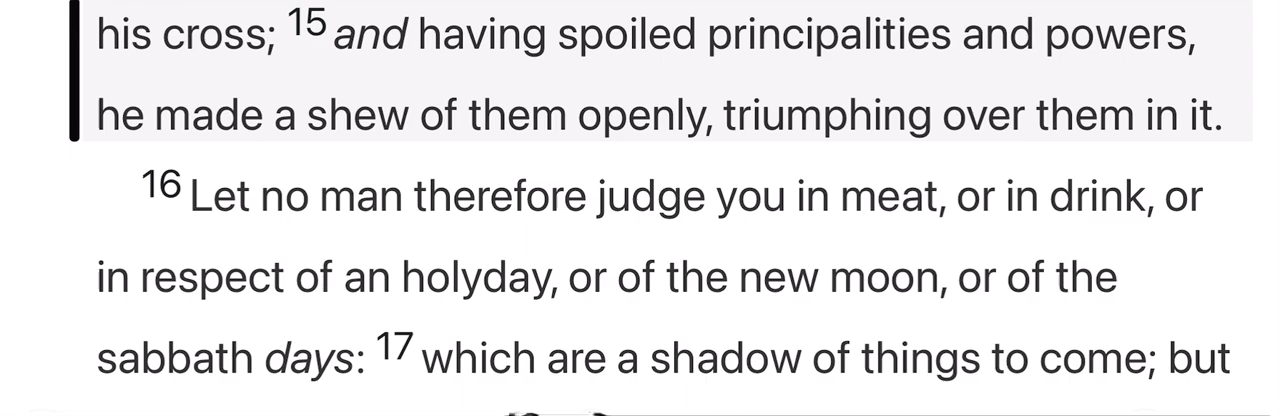 his cross; 15 and having spoiled principalities and powers,
he made a shew of them openly, triumphing over them in it.
16 Let no man therefore judge you in meat, or in drink, or
in respect of an holyday, or of the new moon, or of the
sabbath days: 17 which are a shadow of things to come; but